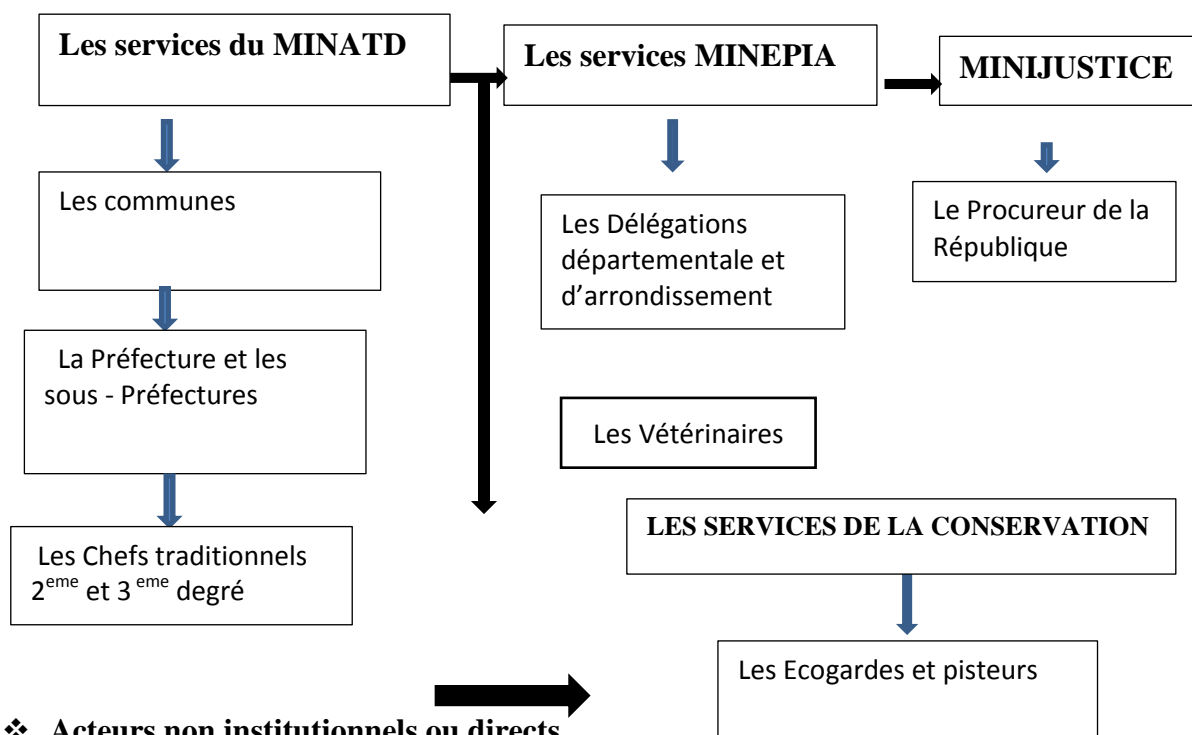 Les services du MINATD
Les services MINEPIA
MINIJUSTICE
Les communes
Les Délégations
départementale et
d’arrondissement
Le Procureur de la
République
La Préfecture et les
sous - Préfectures
Les Vétérinaires
LES SERVICES DE LA CONSERVATION
Les Chefs traditionnels
2eme et 3 eme degré
Les Ecogardes et pisteurs
❖ Acteurs non institutionnels ou directs